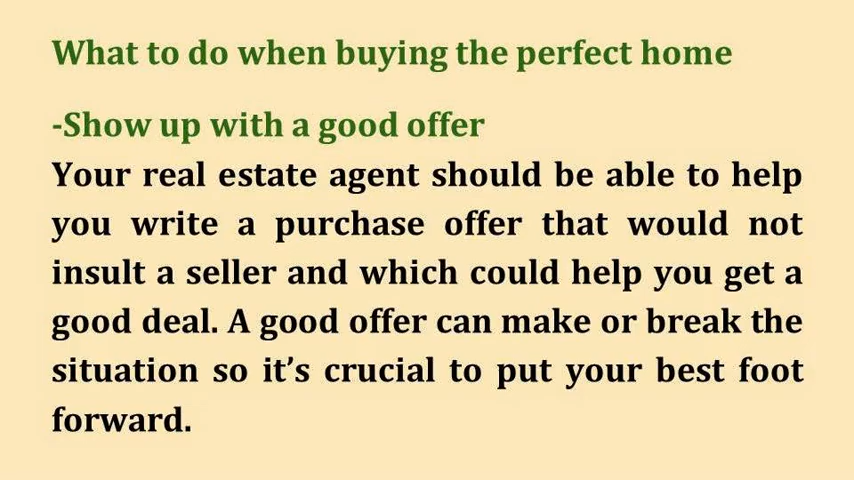 What to do when buying the perfect home
-Show up with a good offer
Your real estate agent should be able to help
you write a purchase offer that would not
insult a seller and which could help you get a
good deal. A good offer can make or break the
situation so it’s crucial to put your best foot
forward.